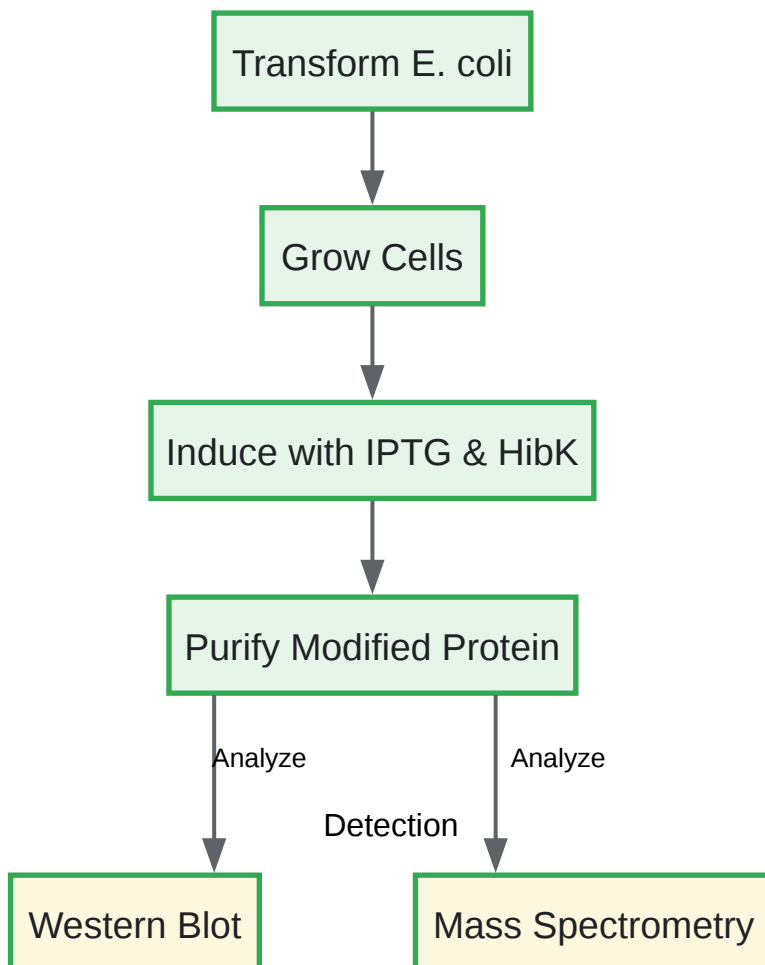 Transform E. coli
Grow Cells
Induce with IPTG & HibK
Purify Modified Protein
Analyze
Analyze
Detection
Western Blot
Mass Spectrometry